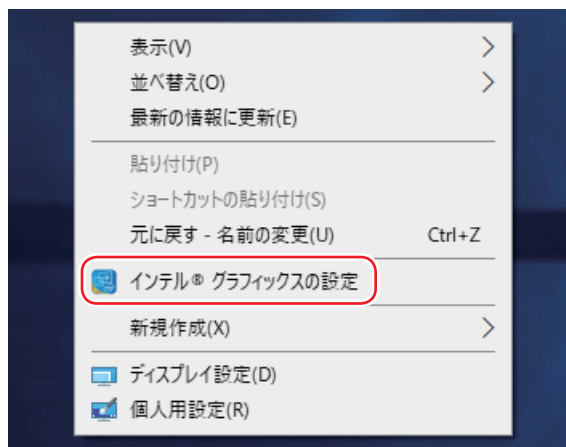 表示(V)
並べ替え(O)
最新の情報に更新(E)
貼り付け(P)
ショートカットの貼り付け(S)
元に戻す - 名前の変更(U) Ctrl+Z
インテル® グラフィックスの設定
新規作成(X)
ディスプレイ設定(D)
個人用設定(R)